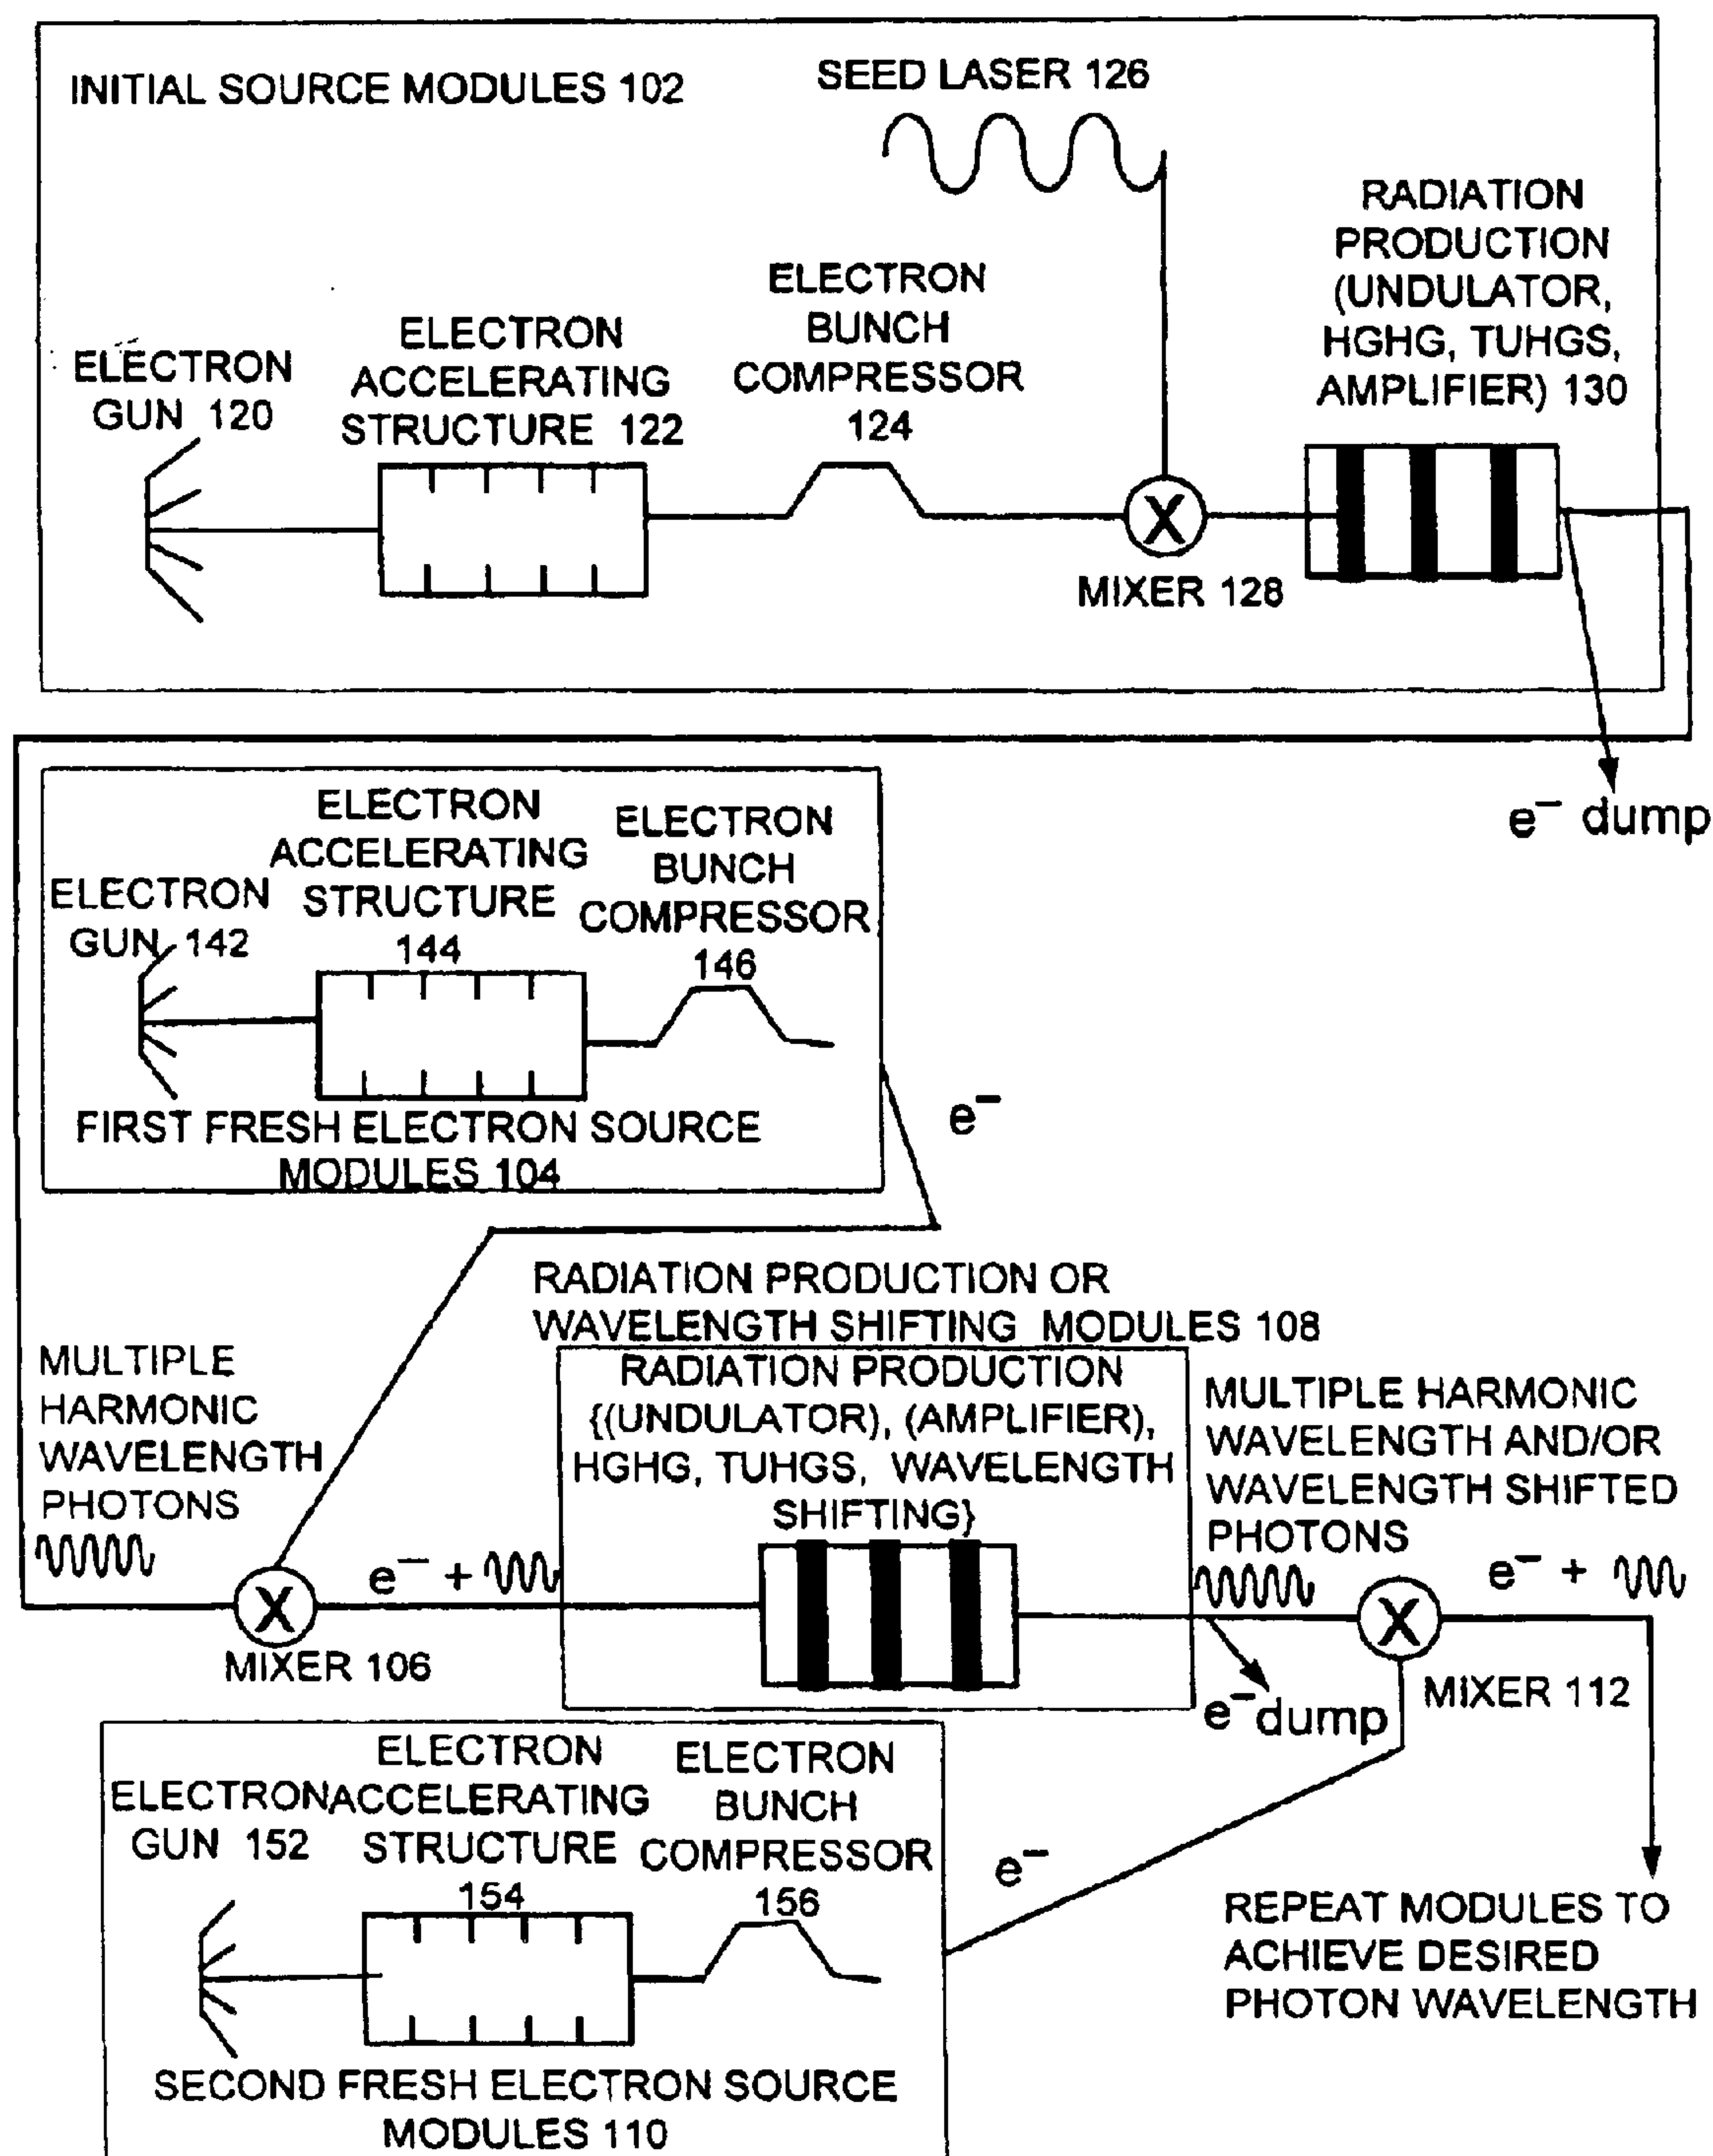 INITIAL SOURCE MODULES 102
SEED LASER 126
RADIATION
PRODUCTION
(UNDULATOR,
HGHG, TUHGS,
AMPLIFIER) 130
ELECTRON
BUNCH
COMPRESSOR
124
ELECTRON
ACCELERATING
STRUCTURE 122
ELECTRON
GUN 120
X
MIXER 128
e⁻ dump
ELECTRON
ACCELERATING
STRUCTURE
144
ELECTRON
BUNCH
COMPRESSOR
146
ELECTRON
GUN 142
FIRST FRESH ELECTRON SOURCE
MODULES 104
e⁻
RADIATION PRODUCTION OR
WAVELENGTH SHIFTING MODULES 108
MULTIPLE
HARMONIC
WAVELENGTH
PHOTONS
RADIATION PRODUCTION
{(UNDULATOR), (AMPLIFIER),
HGHG, TUHGS, WAVELENGTH
SHIFTING}
MULTIPLE HARMONIC
WAVELENGTH AND/OR
WAVELENGTH SHIFTED
PHOTONS
e⁻ +
e⁻ +
X
X
MIXER 106
MIXER 112
e⁻ dump
ELECTRON
ACCELERATING
STRUCTURE
154
ELECTRON
BUNCH
COMPRESSOR
156
ELECTRON
GUN 152
e⁻
REPEAT MODULES TO
ACHIEVE DESIRED
PHOTON WAVELENGTH
SECOND FRESH ELECTRON SOURCE
MODULES 110